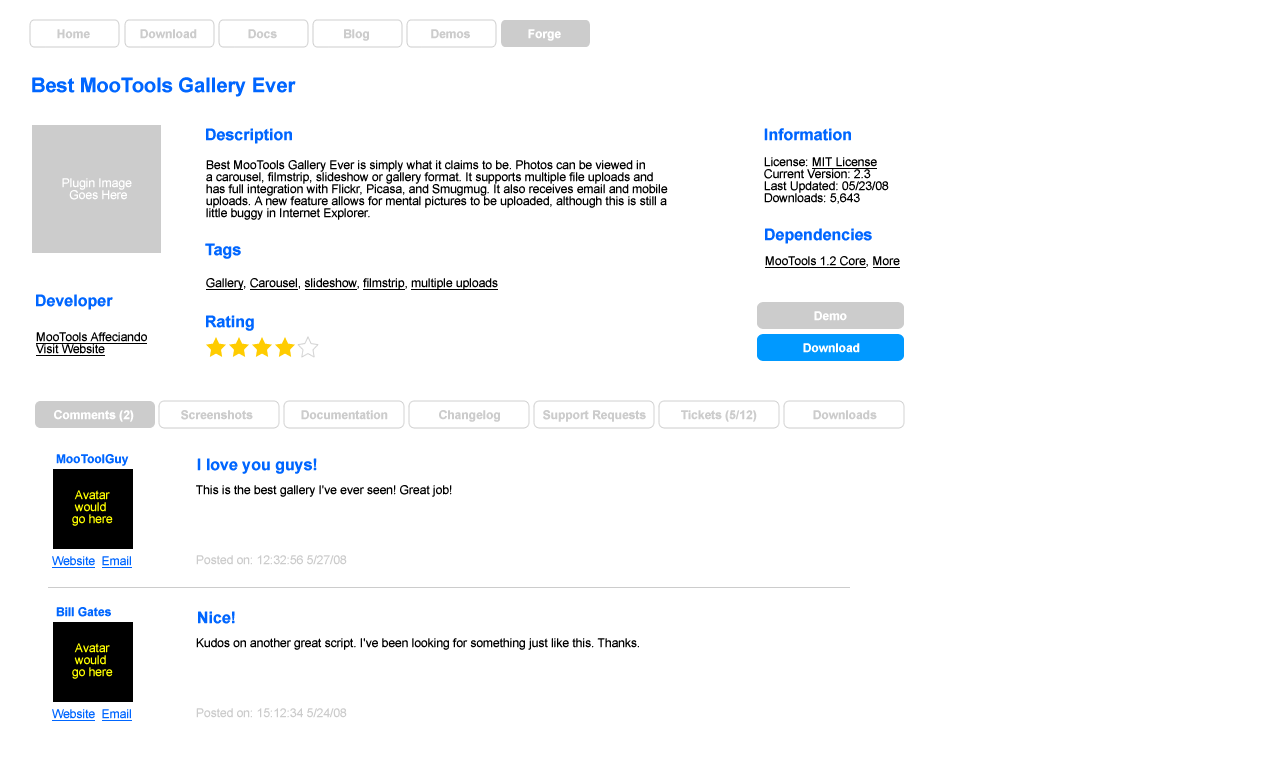 Home Download Docs Blog Demos Forge
Best MooTools Gallery Ever
Plugin Image
Goes Here
Developer
MooTools Affeciando
Visit Website
Description
Best MooTools Gallery Ever is simply what it claims to be. Photos can be viewed in
a carousel, filmstrip, slideshow or gallery format. It supports multiple file uploads and
has full integration with Flickr, Picasa, and Smugmug. It also receives email and mobile
uploads. A new feature allows for mental pictures to be uploaded, although this is still a
little buggy in Internet Explorer.
Tags
Gallery, Carousel, slideshow, filmstrip, multiple uploads
Rating
Information
License: MIT License
Current Version: 2.3
Last Updated: 05/23/08
Downloads: 5,643
Dependencies
MooTools 1.2 Core, More
Demo
Download
Comments (2) Screenshots Documentation Changelog Support Requests Tickets (5/12) Downloads
MooToolGuy
Avatar
would
go here
Website Email
I love you guys!
This is the best gallery I've ever seen! Great job!
Posted on: 12:32:56 5/27/08
Bill Gates
Avatar
would
go here
Website Email
Nice!
Kudos on another great script. I've been looking for something just like this. Thanks.
Posted on: 15:12:34 5/24/08